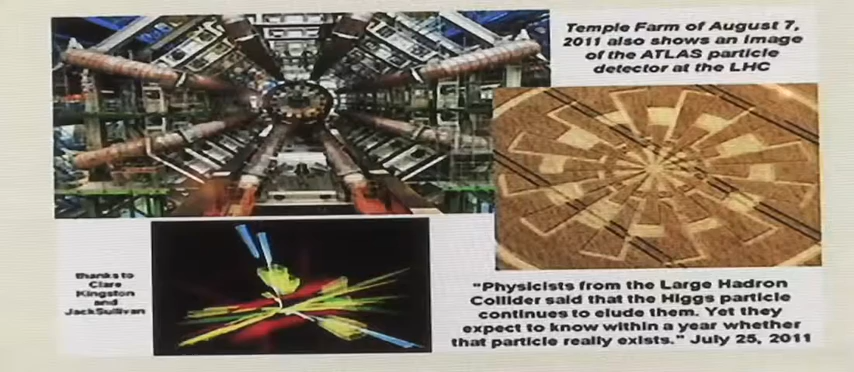 Temple Farm of August 7,
2011 also shows an image
of the ATLAS particle
detector at the LHC
thanks to
Clare
Kingston
and
JackSullivan
"Physicists from the Large Hadron
Collider said that the Higgs particle
continues to elude them. Yet they
expect to know within a year whether
that particle really exists." July 25, 2011